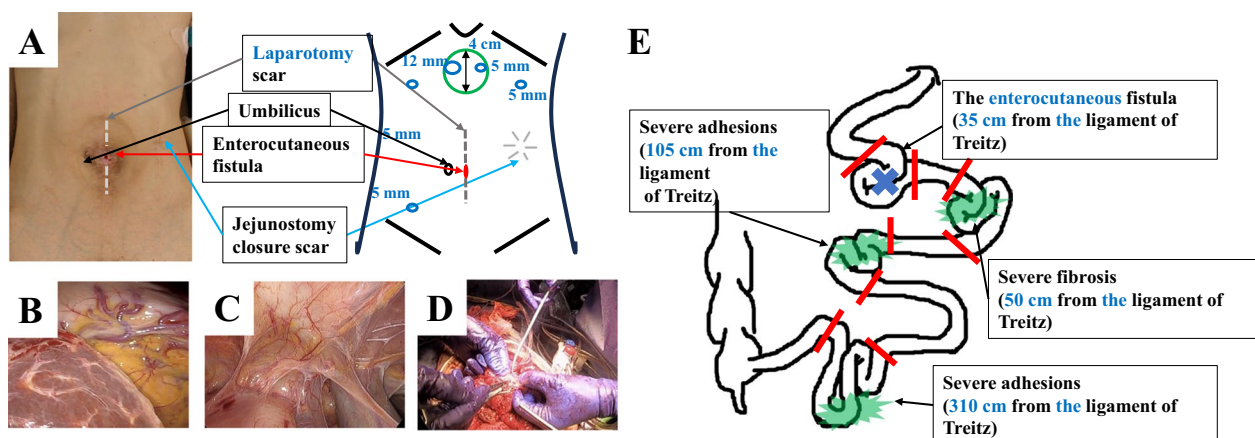 A
Laparotomy
scar
Umbilicus
Enterocutaneous
fistula
Jejunostomy
closure scar
4 cm
12 mm
5 mm
5 mm
5 mm
5 mm
B
C
D
E
The enterocutaneous fistula
(35 cm from the ligament of
Treitz)
Severe adhesions
(105 cm from the
ligament
of Treitz)
Severe fibrosis
(50 cm from the ligament of
Treitz)
Severe adhesions
(310 cm from the ligament of
Treitz)